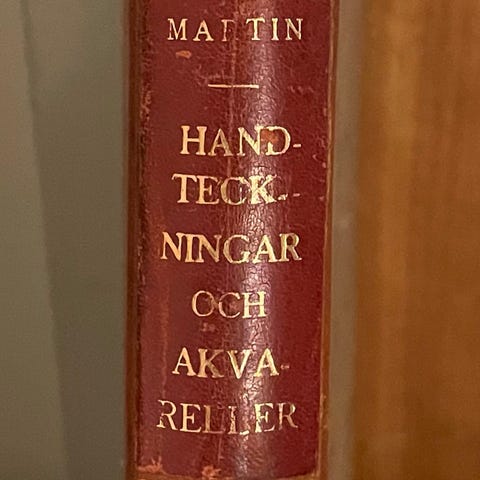 MARTIN
HAND-
TECK-
NINGAR
OCH
AKVA-
RELLER